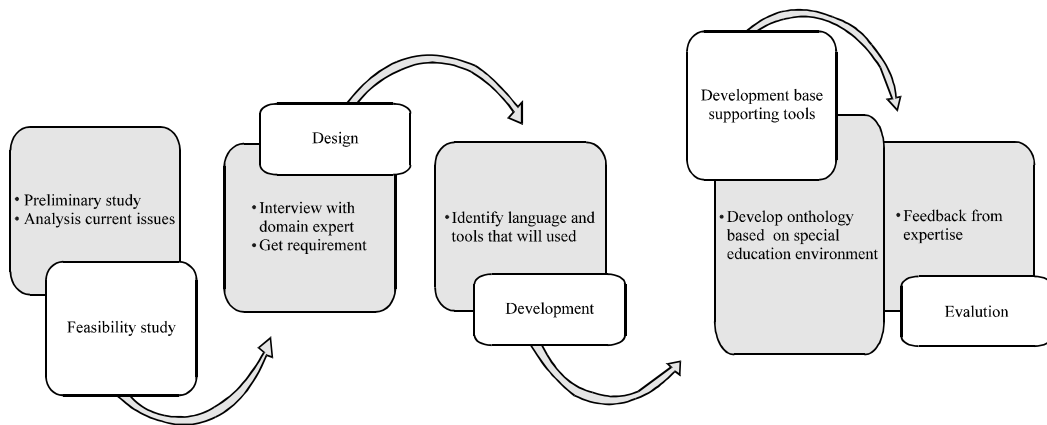 • Preliminary study
• Analysis current issues
Feasibility study
Design
• Interview with
domain expert
• Get requirement
• Identify language and
tools that will used
Development
Development base
supporting tools
• Develop onthology
based on special
education environment
• Feedback from
expertise
Evalution